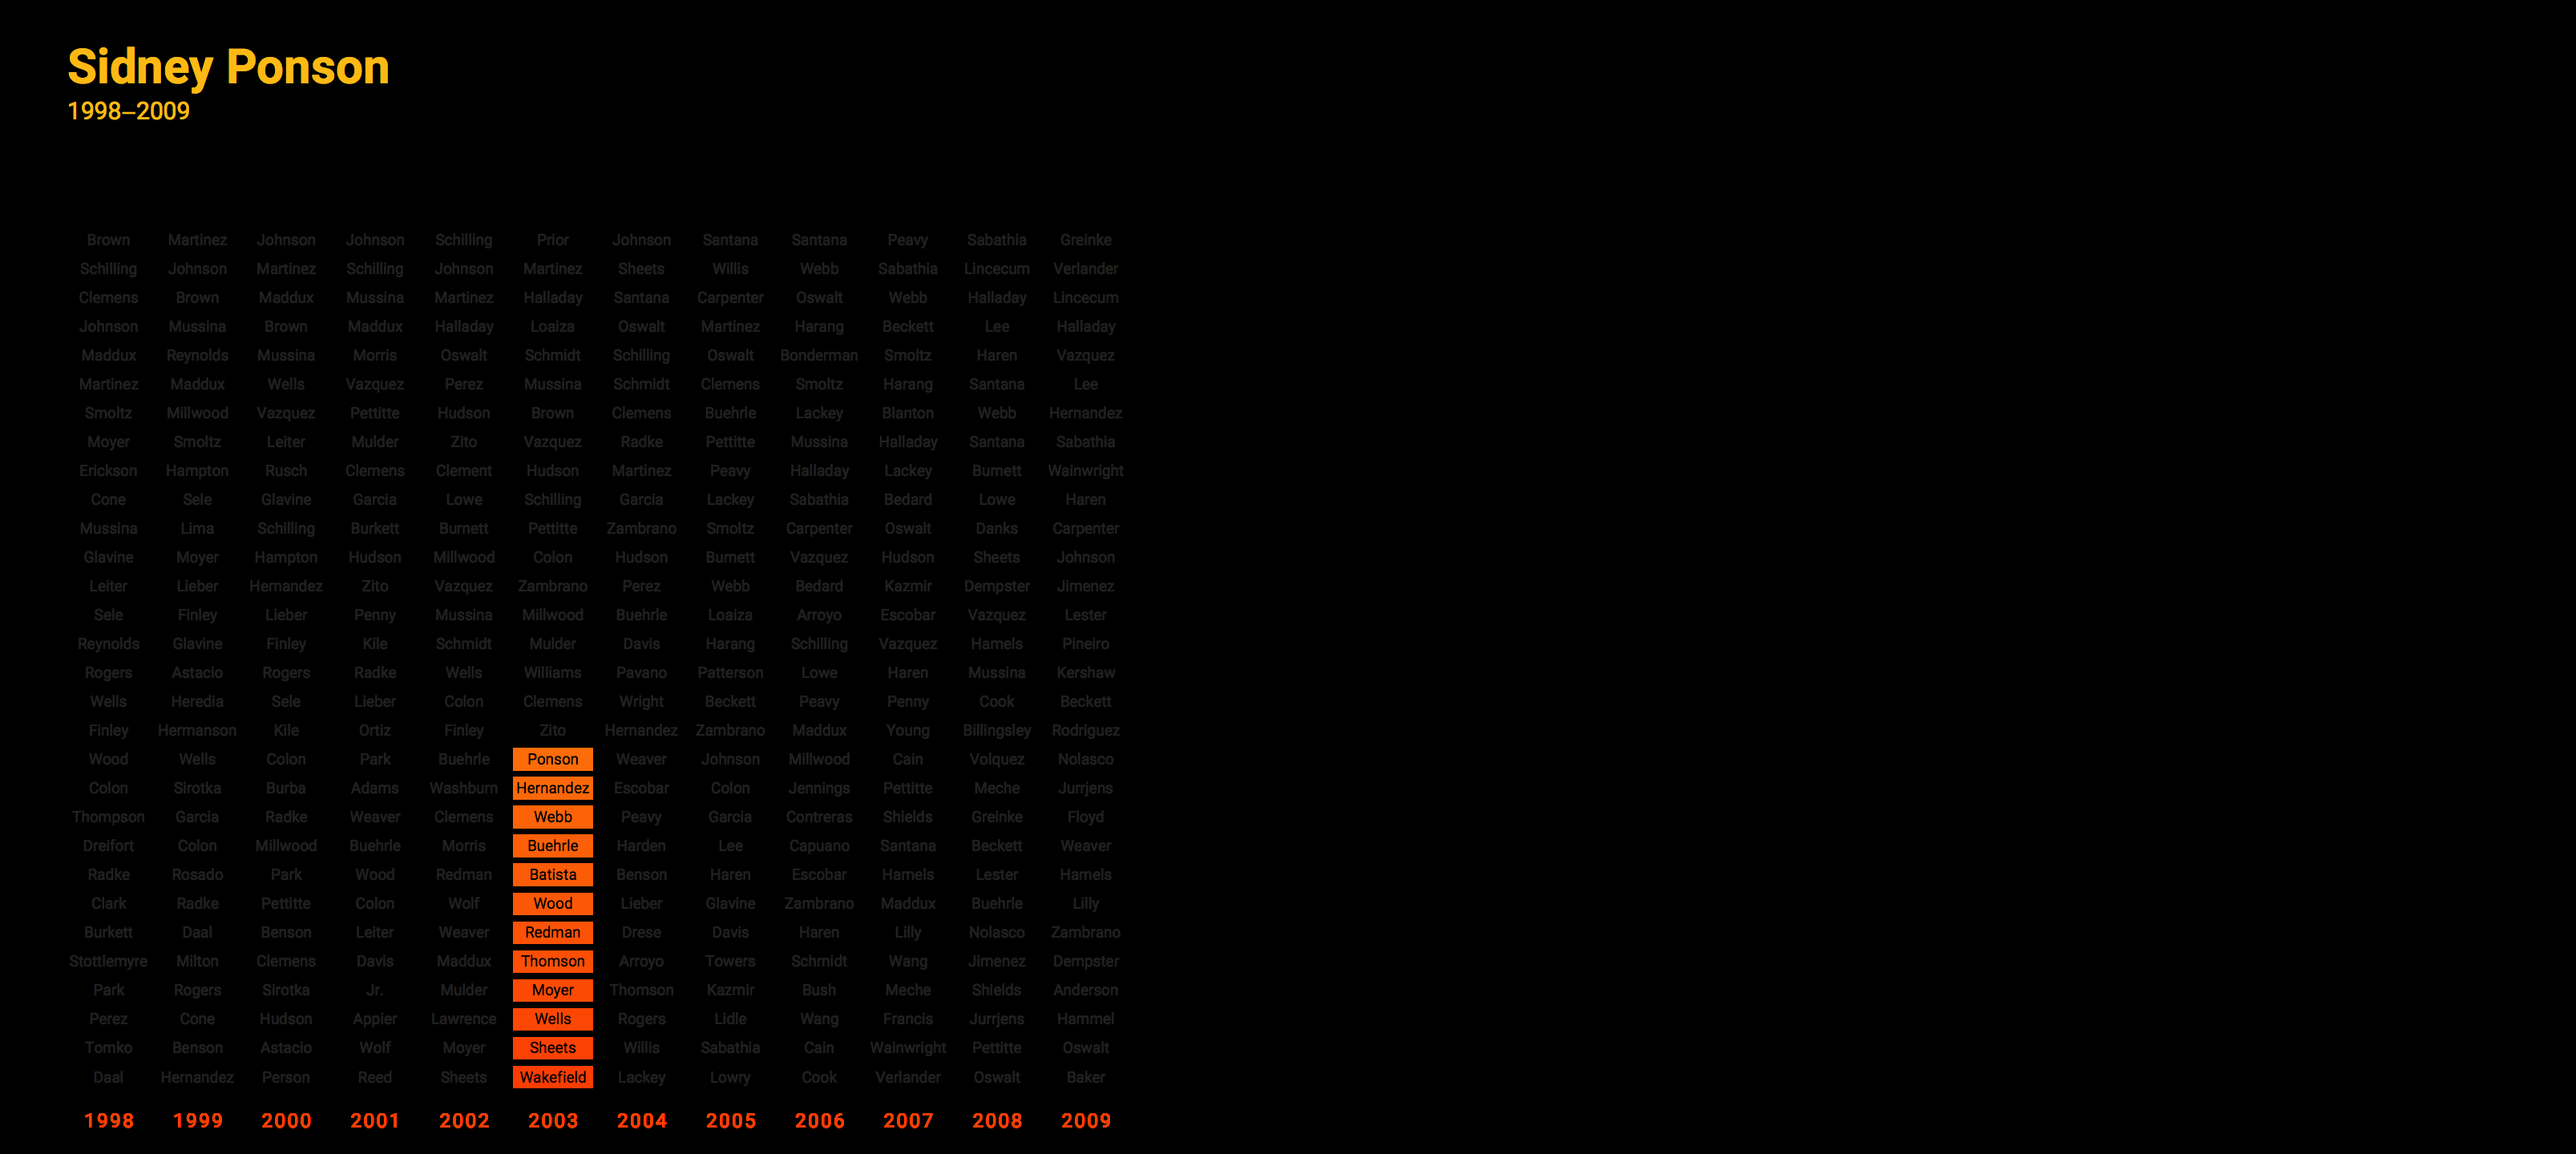 Sidney Ponson
1998–2009
Brown Martinez Johnson Johnson Schilling Prior Johnson Santana Santana Peavy Sabathia Greinke
Schilling Johnson Martinez Schilling Johnson Martinez Sheets Willis Webb Sabathia Lincecum Verlander
Clemens Brown Maddux Mussina Martinez Halladay Santana Carpenter Oswalt Webb Halladay Lincecum
Johnson Mussina Brown Maddux Halladay Loaiza Oswalt Martinez Harang Beckett Lee Halladay
Maddux Reynolds Mussina Morris Oswalt Schmidt Schilling Oswalt Bonderman Smoltz Haren Vazquez
Martinez Maddux Wells Vazquez Perez Mussina Schmidt Clemens Smoltz Harang Santana Lee
Smoltz Millwood Vazquez Pettitte Hudson Brown Clemens Buehrle Lackey Blanton Webb Hernandez
Moyer Smoltz Leiter Mulder Zito Vazquez Radke Pettitte Mussina Halladay Santana Sabathia
Erickson Hampton Rusch Clemens Clement Hudson Martinez Peavy Halladay Lackey Burnett Wainwright
Cone Sele Glavine Garcia Lowe Schilling Garcia Lackey Sabathia Bedard Lowe Haren
Mussina Lima Schilling Burkett Burnett Pettitte Zambrano Smoltz Carpenter Oswalt Danks Carpenter
Glavine Moyer Hampton Hudson Millwood Colon Hudson Burnett Vazquez Hudson Sheets Johnson
Leiter Lieber Hernandez Zito Vazquez Zambrano Perez Webb Bedard Kazmir Dempster Jimenez
Sele Finley Lieber Penny Mussina Millwood Buehrle Loaiza Arroyo Escobar Vazquez Lester
Reynolds Glavine Finley Kile Schmidt Mulder Davis Harang Schilling Vazquez Hamels Pineiro
Rogers Astacio Rogers Radke Wells Williams Pavano Patterson Lowe Haren Mussina Kershaw
Wells Heredia Sele Lieber Colon Clemens Wright Beckett Peavy Penny Cook Beckett
Finley Hermanson Kile Ortiz Finley Zito Hernandez Zambrano Maddux Young Billingsley Rodriguez
Wood Wells Colon Park Buehrle Ponson Weaver Johnson Millwood Cain Volquez Nolasco
Colon Sirotka Burba Adams Washburn Hernandez Escobar Colon Jennings Pettitte Meche Jurrjens
Thompson Garcia Radke Weaver Clemens Webb Peavy Garcia Contreras Shields Greinke Floyd
Dreifort Colon Millwood Buehrle Morris Buehrle Harden Lee Capuano Santana Beckett Weaver
Radke Rosado Park Wood Redman Batista Benson Haren Escobar Hamels Lester Hamels
Clark Radke Pettitte Colon Wolf Wood Lieber Glavine Zambrano Maddux Buehrle Lilly
Burkett Daal Benson Leiter Weaver Redman Drese Davis Haren Lilly Nolasco Zambrano
Stottlemyre Milton Clemens Davis Maddux Thomson Arroyo Towers Schmidt Wang Jimenez Dempster
Park Rogers Sirotka Jr. Mulder Moyer Thomson Kazmir Bush Meche Shields Anderson
Perez Cone Hudson Appier Lawrence Wells Rogers Lidle Wang Francis Jurrjens Hammel
Tomko Benson Astacio Wolf Moyer Sheets Willis Sabathia Cain Wainwright Pettitte Oswalt
Daal Hernandez Person Reed Sheets Wakefield Lackey Lowry Cook Verlander Oswalt Baker
1998 1999 2000 2001 2002 2003 2004 2005 2006 2007 2008 2009